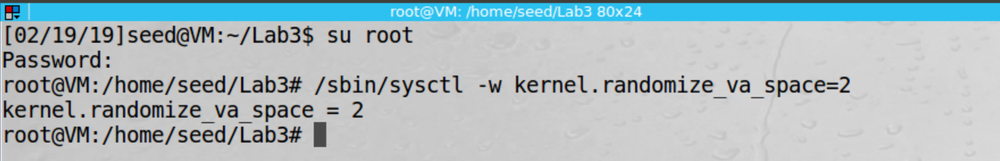 root@VM: /home/seed/Lab3 80x24
[02/19/19]seed@VM:~/Lab3$ su root
Password:
root@VM:/home/seed/Lab3# /sbin/sysctl -w kernel.randomize_va_space=2
kernel.randomize_va_space = 2
root@VM:/home/seed/Lab3#